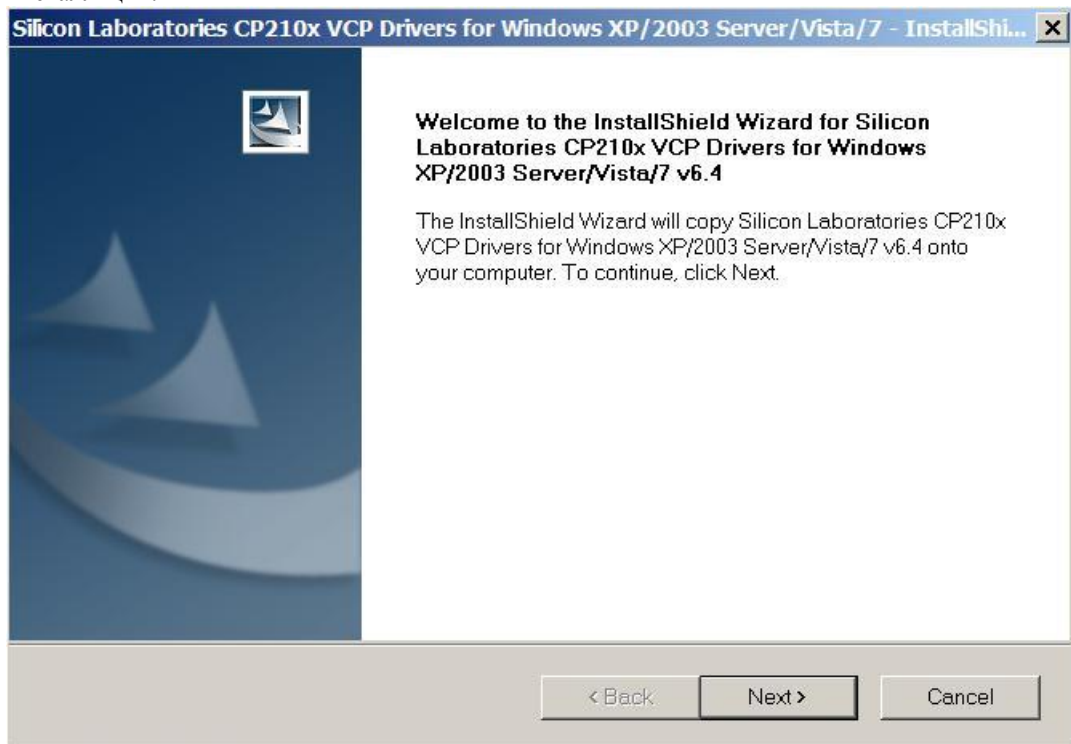 Silicon Laboratories CP210x VCP Drivers for Windows XP/2003 Server/Vista/7 - InstallShi...
Welcome to the InstallShield Wizard for Silicon
Laboratories CP210x VCP Drivers for Windows
XP/2003 Server/Vista/7 v6.4
The InstallShield Wizard will copy Silicon Laboratories CP210x
VCP Drivers for Windows XP/2003 Server/Vista/7 v6.4 onto
your computer. To continue, click Next.
< Back
Next >
Cancel